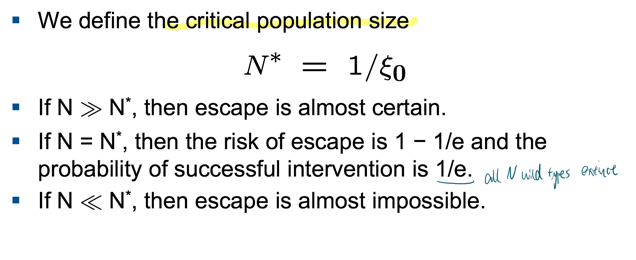 ▪ We define the critical population size
N* = 1/ξ₀
▪ If N ≫ N*, then escape is almost certain.
▪ If N = N*, then the risk of escape is 1 − 1/e and the
probability of successful intervention is 1/e. all N wild types
▪ If N ≪ N*, then escape is almost impossible.